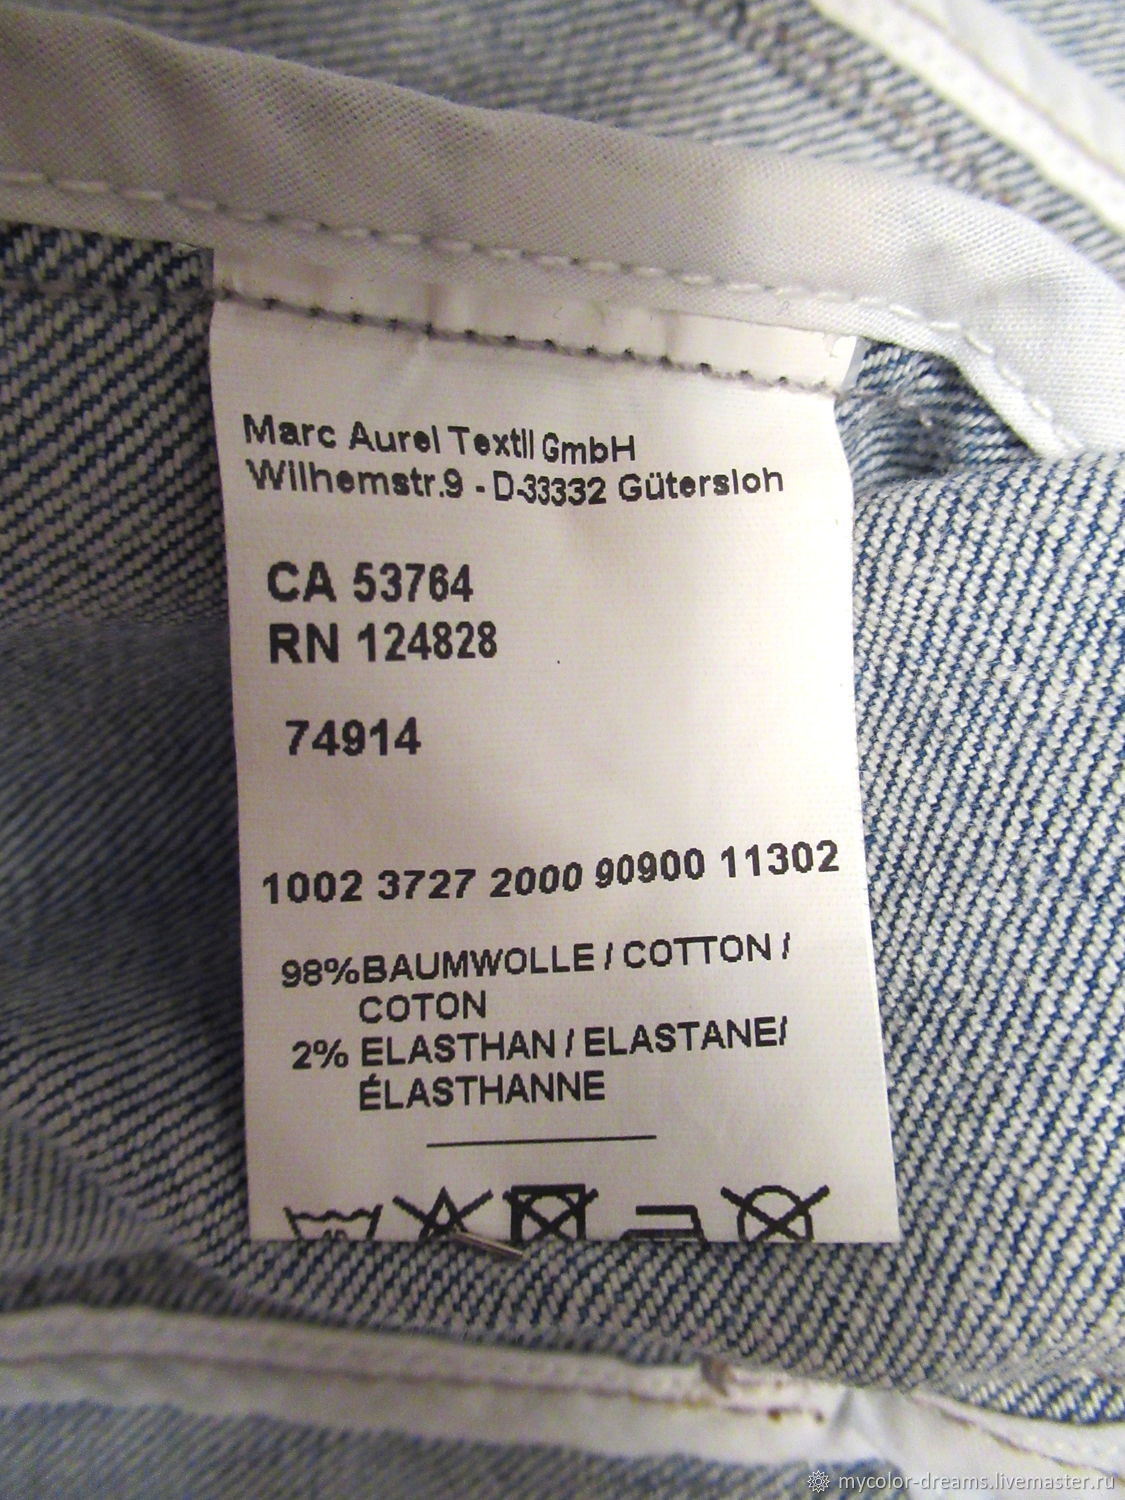 Marc Aurel Textil GmbH
Wilhemstr.9 - D-33332 Gütersloh
CA 53764
RN 124828
74914
1002 3727 2000 90900 11302
98%BAUMWOLLE / COTTON /
COTON
2% ELASTHAN / ELASTANE/
ÉLASTHANNE
mycolor-dreams.livemaster.ru